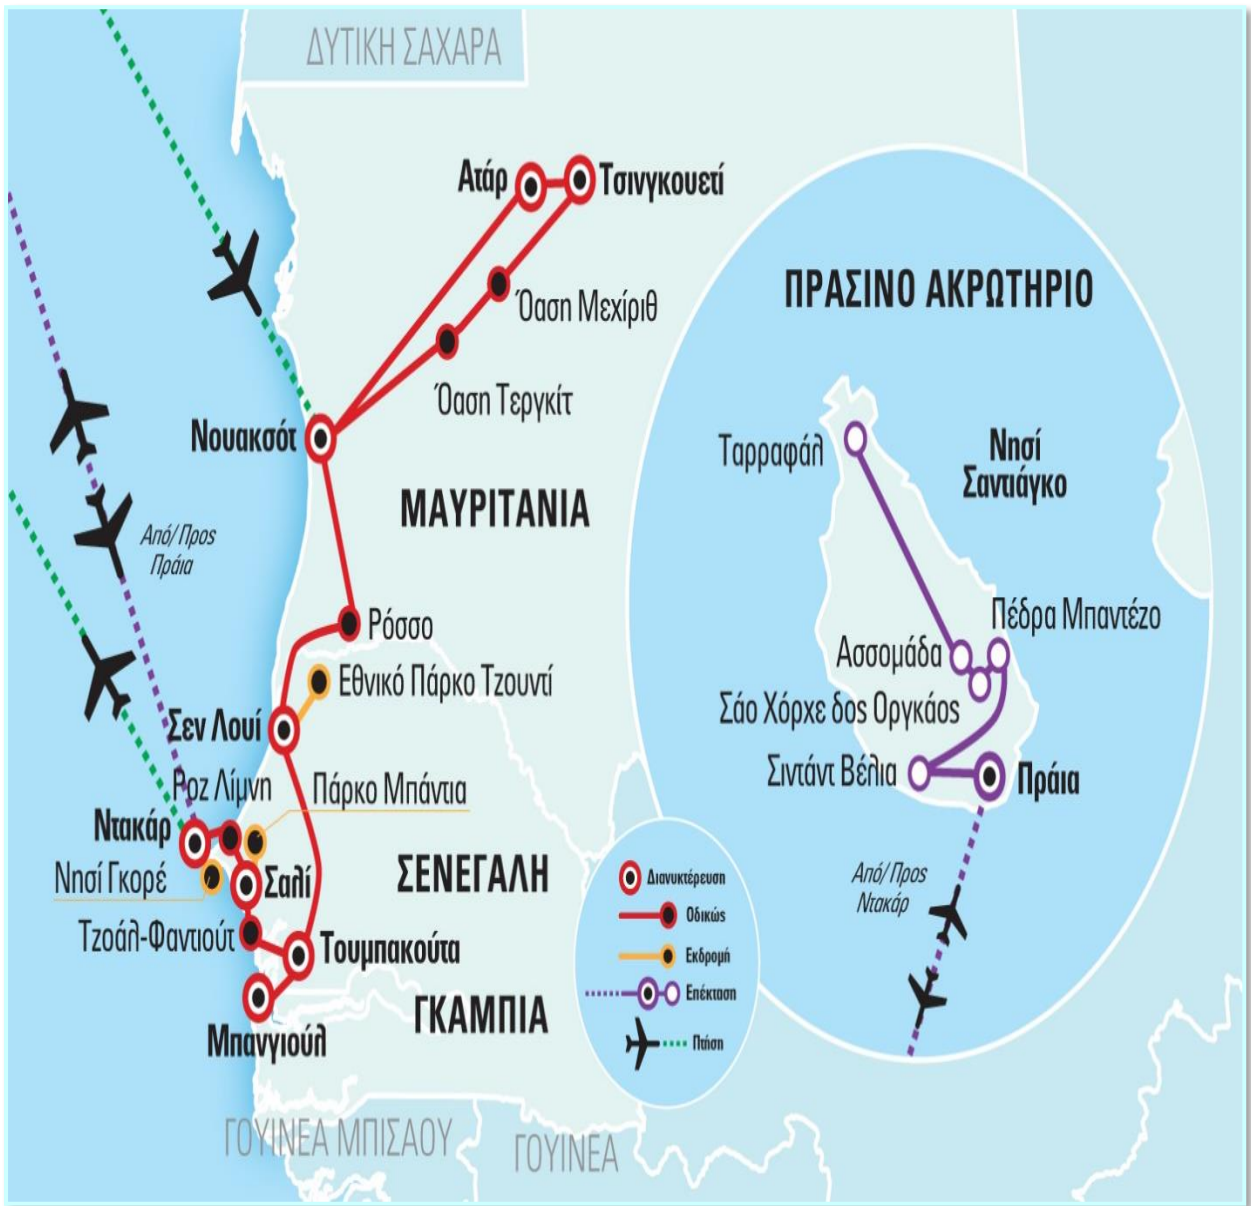 ΔΥΤΙΚΗ ΣΑΧΑΡΑ
Ατάρ
Τσινγκουετί
Όαση Μεχίριθ
Όαση Τεργκίτ
Νουακσότ
ΜΑΥΡΙΤΑΝΙΑ
Από/Προς
Πράια
Ρόσσο
Εθνικό Πάρκο Τζουντί
Σεν Λουί
Ροζ Λίμνη
Πάρκο Μπάντια
Ντακάρ
Νησί Γκορέ
Σαλί
ΣΕΝΕΓΑΛΗ
Τζοάλ-Φαντιούτ
Τουμπακούτα
Μπανγιούλ
ΓΚΑΜΠΙΑ
ΓΟΥΙΝΕΑ ΜΠΙΣΑΟΥ
ΓΟΥΙΝΕΑ
ΠΡΑΣΙΝΟ ΑΚΡΩΤΗΡΙΟ
Ταρραφάλ
Νησί
Σαντιάγκο
Πέδρα Μπαντέζο
Ασσομάδα
Σάο Χόρχε δος Οργκάος
Σιντάντ Βέλια
Πράια
Από/Προς
Ντακάρ
Διανυκτέρευση
Οδικώς
Εκδρομή
Επέκταση
Πτήση